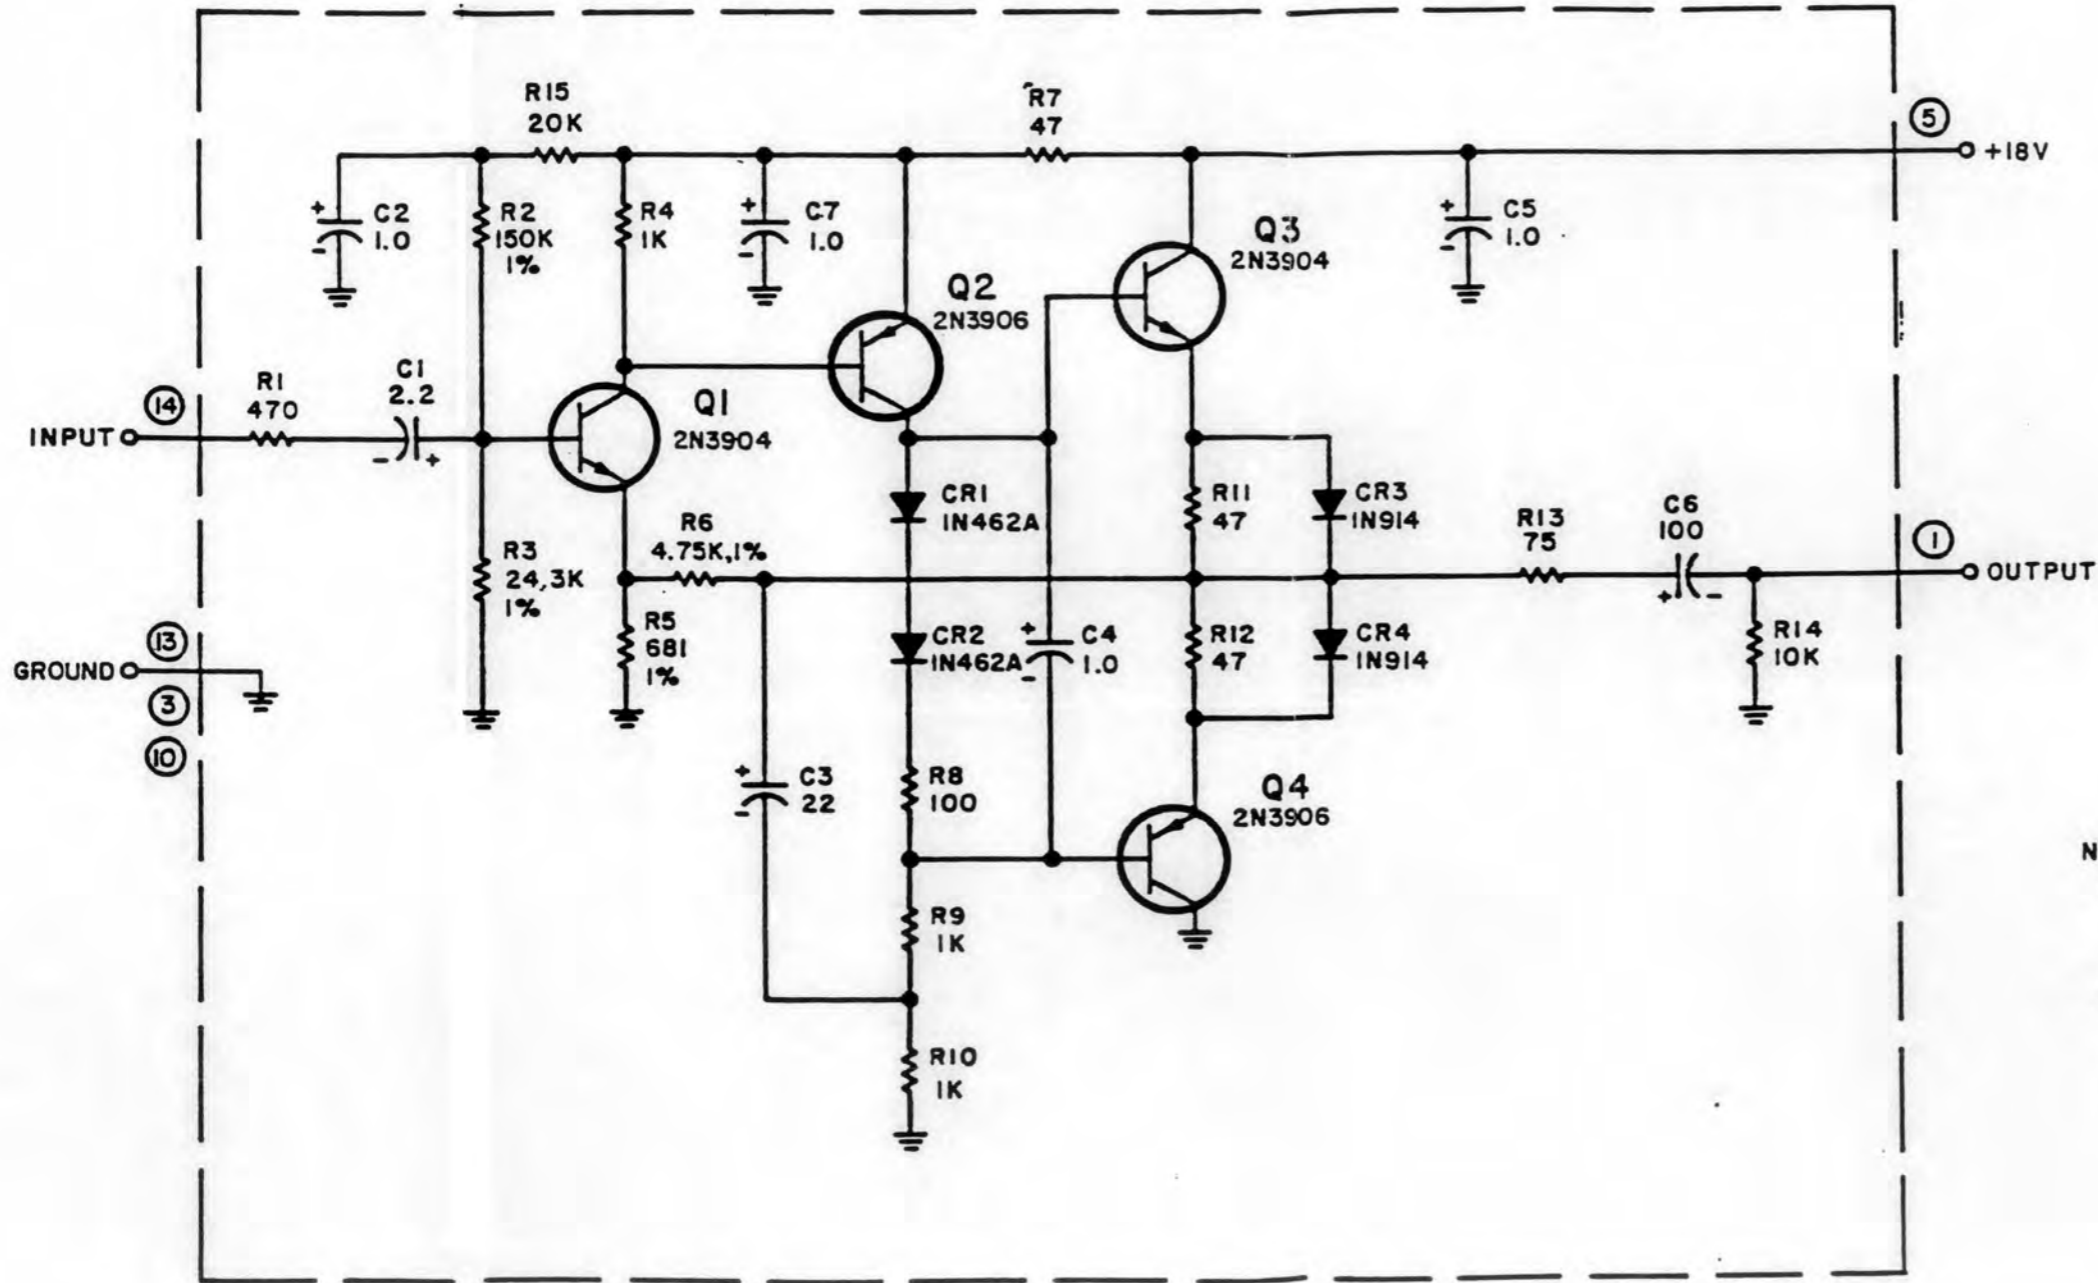 R15
20K
R7
47
5
+18V
C2
1.0
+
-
R2
150K
1%
R4
1K
C7
1.0
+
-
Q3
2N3904
C5
1.0
+
-
Q2
2N3906
14
INPUT
R1
470
C1
2.2
- +
Q1
2N3904
CR1
1N462A
R11
47
CR3
1N914
R13
75
C6
100
+ -
1
OUTPUT
R6
4.75K,1%
R3
24,3K
1%
R5
681
1%
CR2
1N462A
+
C4
1.0
-
R12
47
CR4
1N914
R14
10K
13
GROUND
3
10
+
C3
22
-
R8
100
Q4
2N3906
N
R9
1K
R10
1K